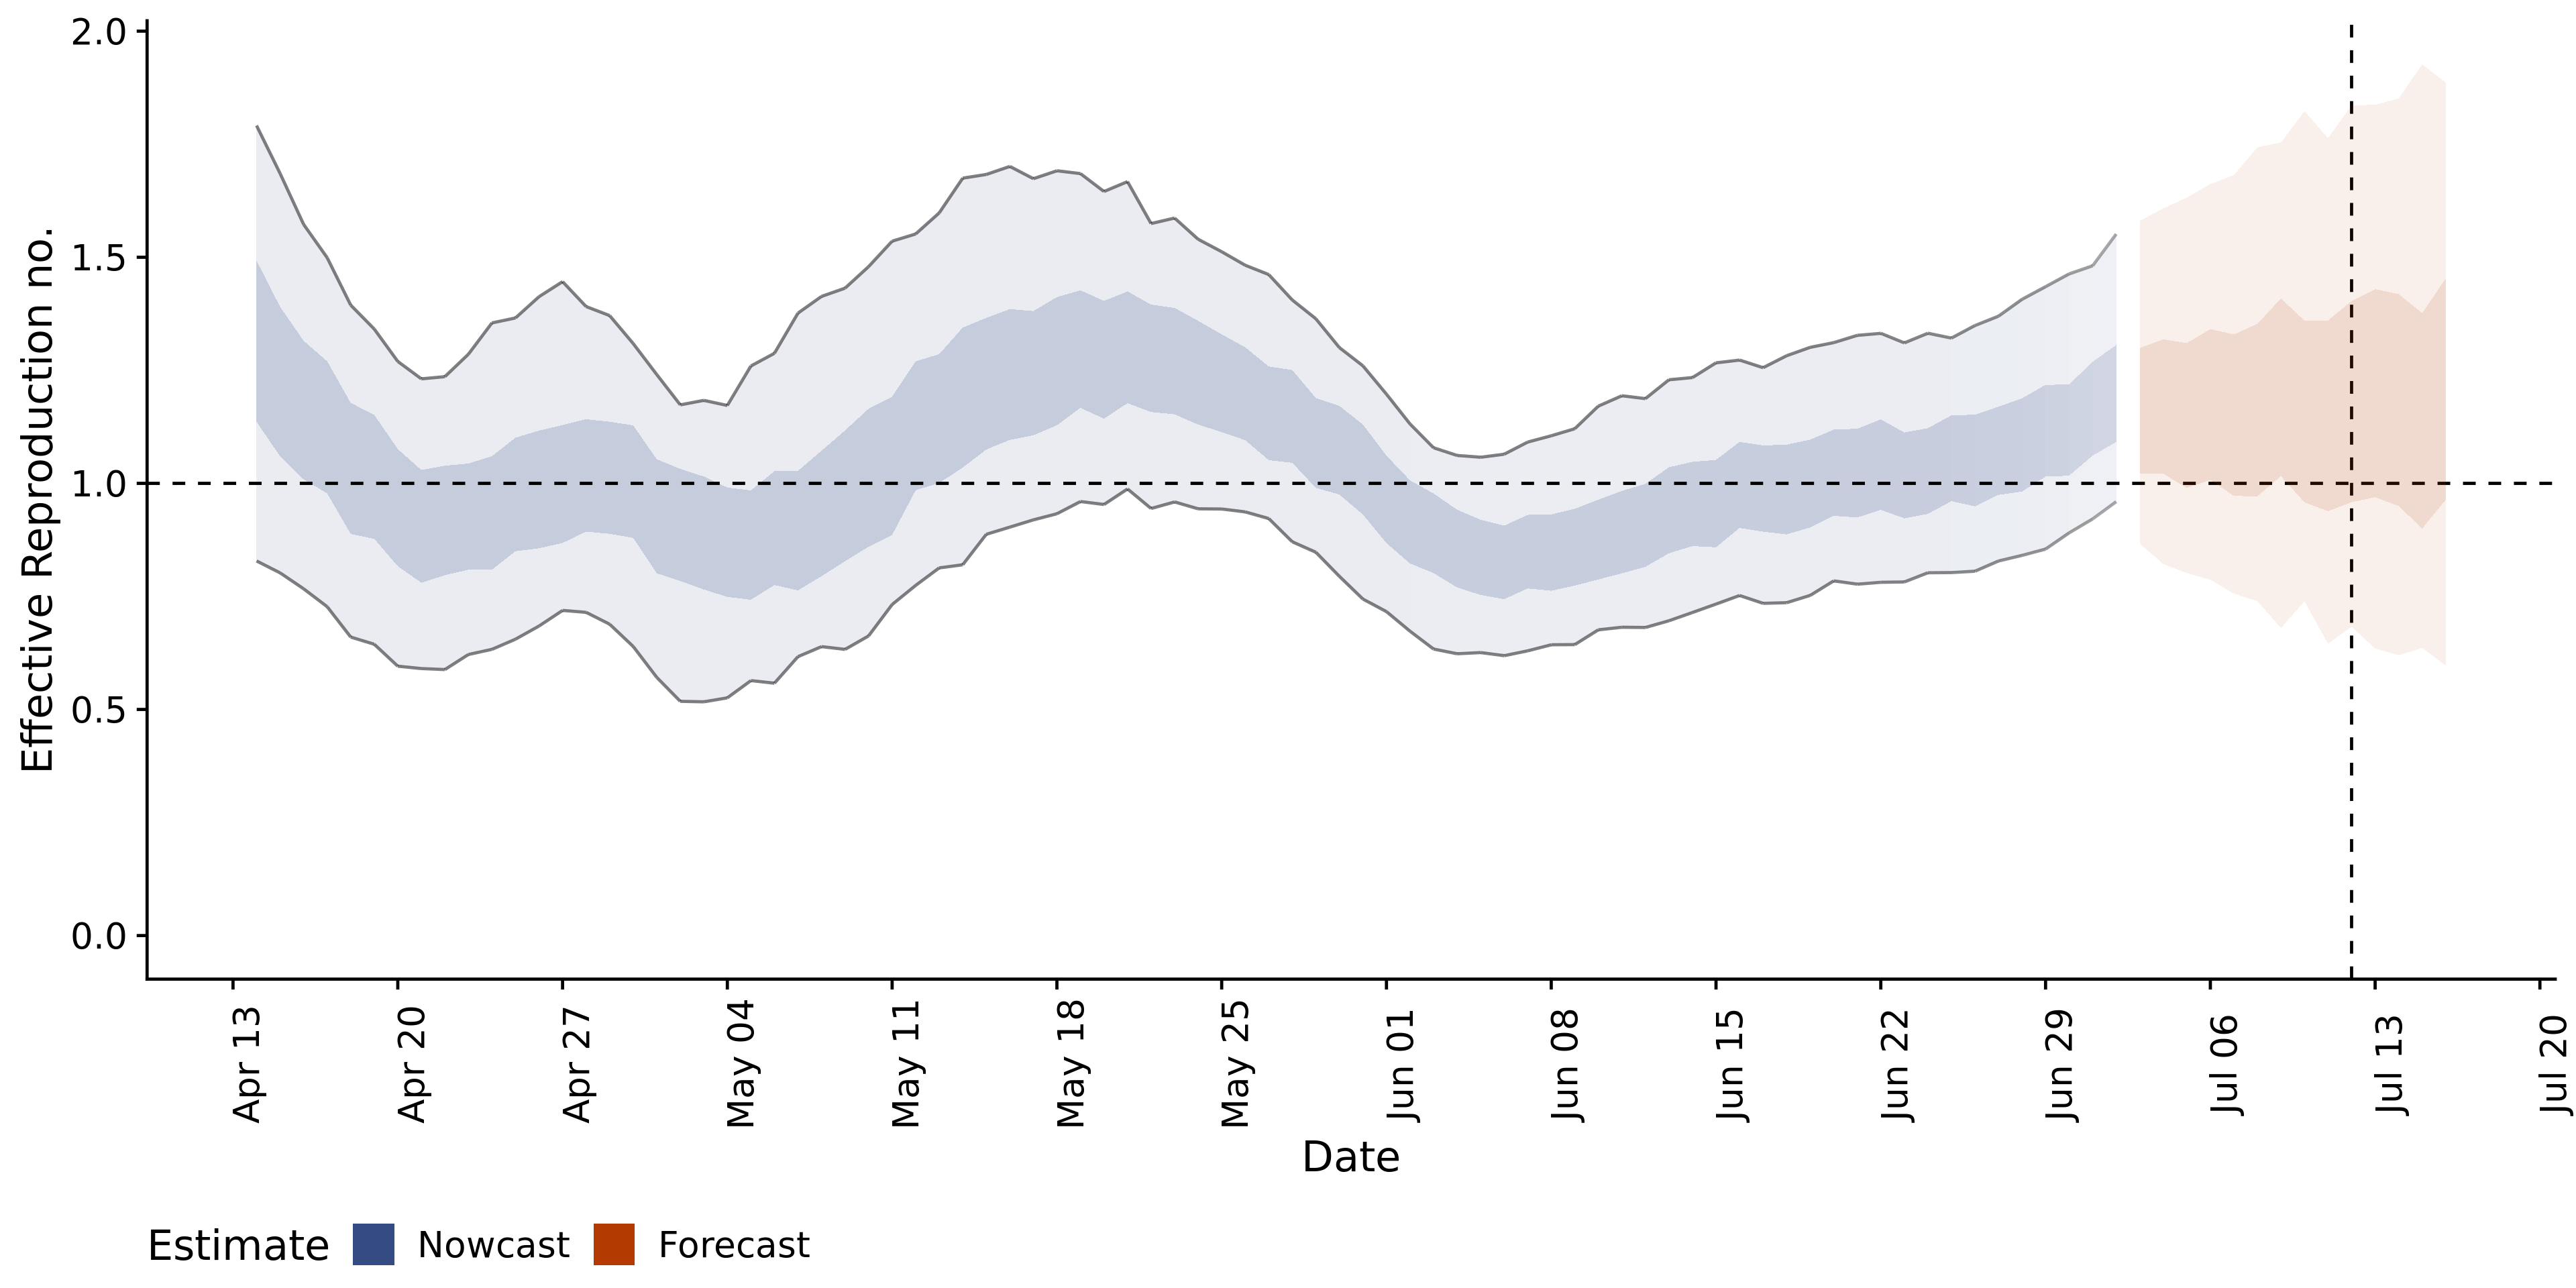 Effective Reproduction no.
2.0
1.5
1.0
0.5
0.0
Apr 13
Apr 20
Apr 27
May 04
May 11
May 18
May 25
Jun 01
Jun 08
Jun 15
Jun 22
Jun 29
Jul 06
Jul 13
Jul 20
Date
Estimate Nowcast Forecast